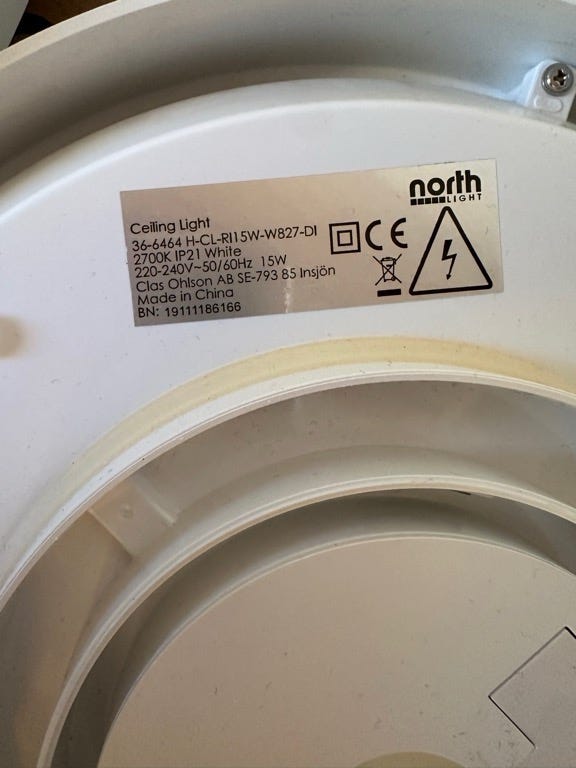 north
LIGHT
Ceiling Light
36-6464 H-CL-RI15W-W827-DI
2700K IP21 White
220-240V~50/60Hz 15W
Clas Ohlson AB SE-793 85 Insjön
Made in China
BN: 19111186166
CE